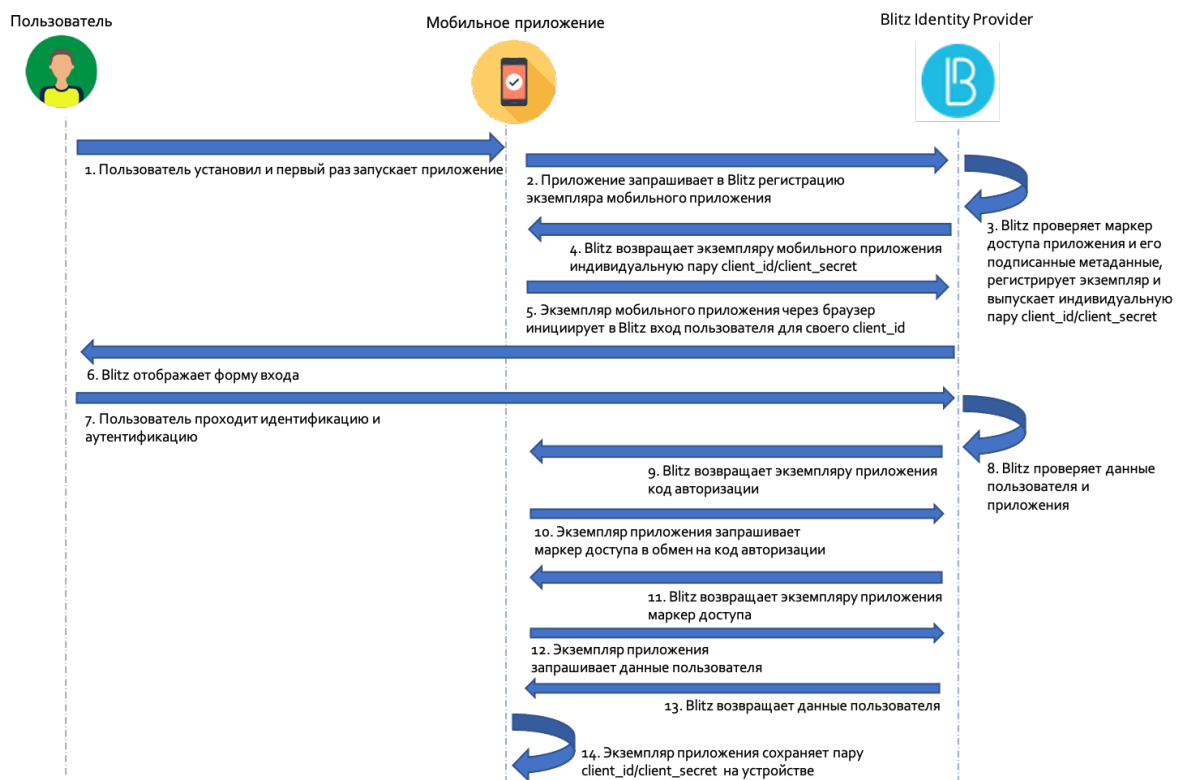 Пользователь
Мобильное приложение
Blitz Identity Provider
1. Пользователь установил и первый раз запускает приложение
2. Приложение запрашивает в Blitz регистрацию
экземпляра мобильного приложения
3. Blitz проверяет маркер
доступа приложения и его
подписанные метаданные,
регистрирует экземпляр и
выпускает индивидуальную
пару client_id/client_secret
4. Blitz возвращает экземпляру мобильного приложения
индивидуальную пару client_id/client_secret
5. Экземпляр мобильного приложения через браузер
инициирует в Blitz вход пользователя для своего client_id
6. Blitz отображает форму входа
7. Пользователь проходит идентификацию и
аутентификацию
8. Blitz проверяет данные
пользователя и
приложения
9. Blitz возвращает экземпляру приложения
код авторизации
10. Экземпляр приложения запрашивает
маркер доступа в обмен на код авторизации
11. Blitz возвращает экземпляру приложения
маркер доступа
12. Экземпляр приложения
запрашивает данные пользователя
13. Blitz возвращает данные пользователя
14. Экземпляр приложения сохраняет пару
client_id/client_secret на устройстве